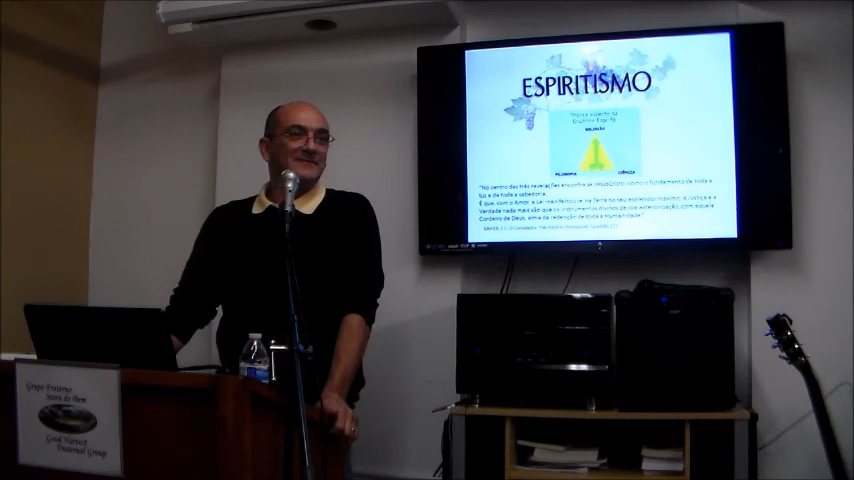 ESPIRITISMO
Tríplice aspecto da
Doutrina Espírita
RELIGIÃO
FILOSOFIA
CIÊNCIA
"No centro das três revelações encontra-se Jesus-Cristo, como o fundamento de toda a
luz e de toda a sabedoria.
É que, com o Amor, a Lei manifestou-se na Terra no seu esplendor máximo; a Justiça e a
Verdade nada mais são que os instrumentos divinos de sua exteriorização, com aquele
Cordeiro de Deus, alma da redenção de toda a Humanidade."
Grupo Fraterno
Seara do Bem
Good Harvest
Fraternal Group